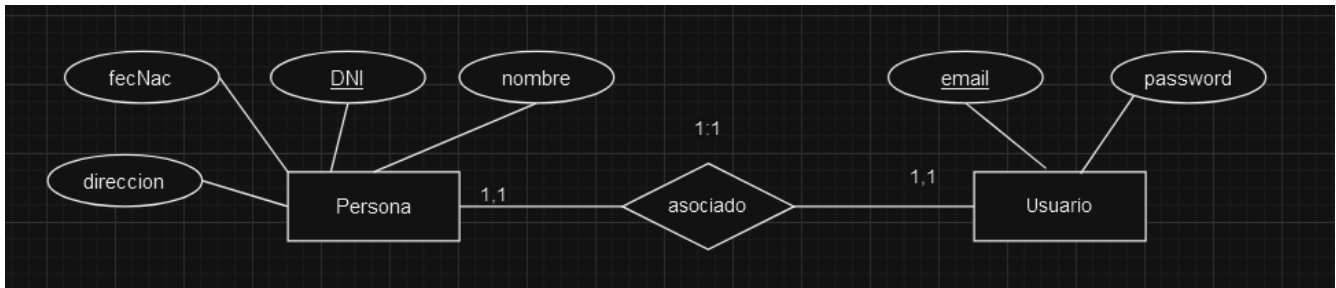 fecNac
DNI
nombre
email
password
1:1
direccion
Persona
1,1
asociado
1,1
Usuario